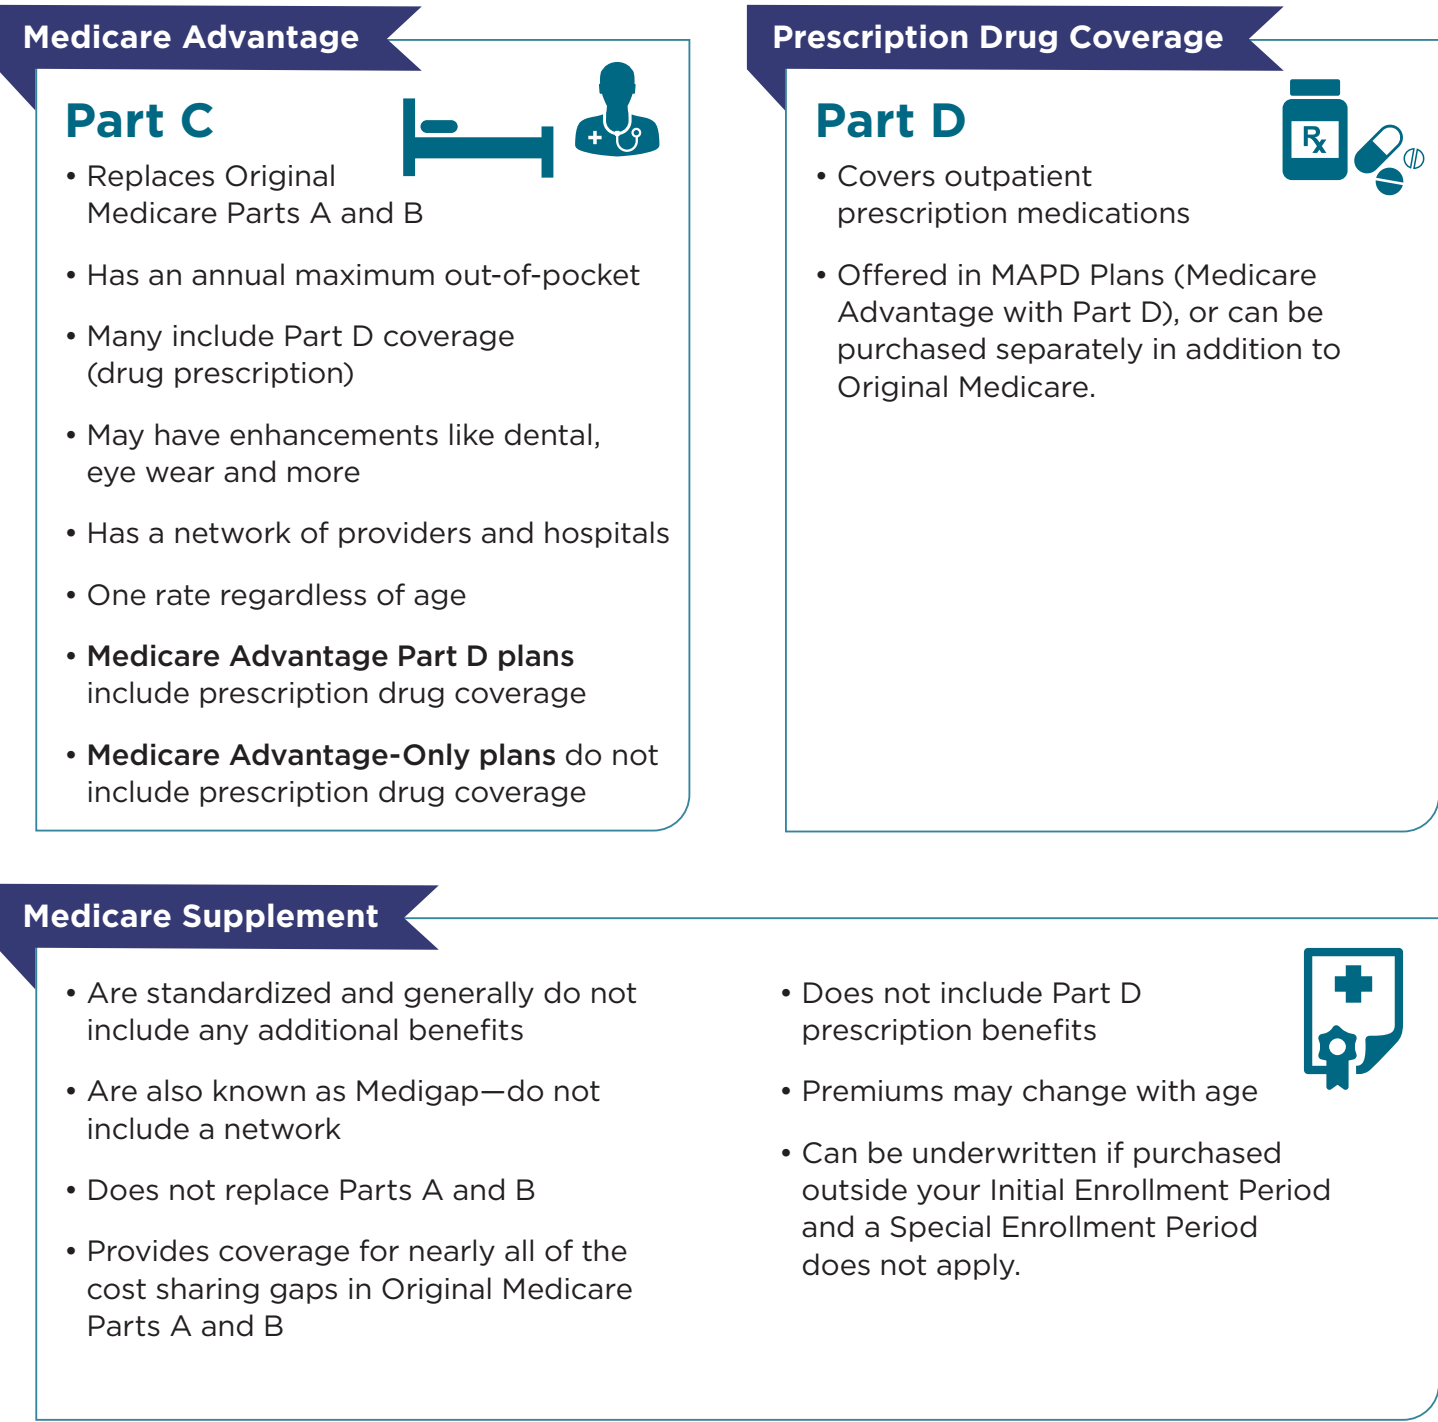 Medicare Advantage
Part C
• Replaces Original
Medicare Parts A and B
• Has an annual maximum out-of-pocket
• Many include Part D coverage
(drug prescription)
• May have enhancements like dental,
eye wear and more
• Has a network of providers and hospitals
• One rate regardless of age
• Medicare Advantage Part D plans
include prescription drug coverage
• Medicare Advantage-Only plans do not
include prescription drug coverage
Prescription Drug Coverage
Part D
Rx
• Covers outpatient
prescription medications
• Offered in MAPD Plans (Medicare
Advantage with Part D), or can be
purchased separately in addition to
Original Medicare.
Medicare Supplement
• Are standardized and generally do not
include any additional benefits
• Are also known as Medigap—do not
include a network
• Does not replace Parts A and B
• Provides coverage for nearly all of the
cost sharing gaps in Original Medicare
Parts A and B
• Does not include Part D
prescription benefits
• Premiums may change with age
• Can be underwritten if purchased
outside your Initial Enrollment Period
and a Special Enrollment Period
does not apply.